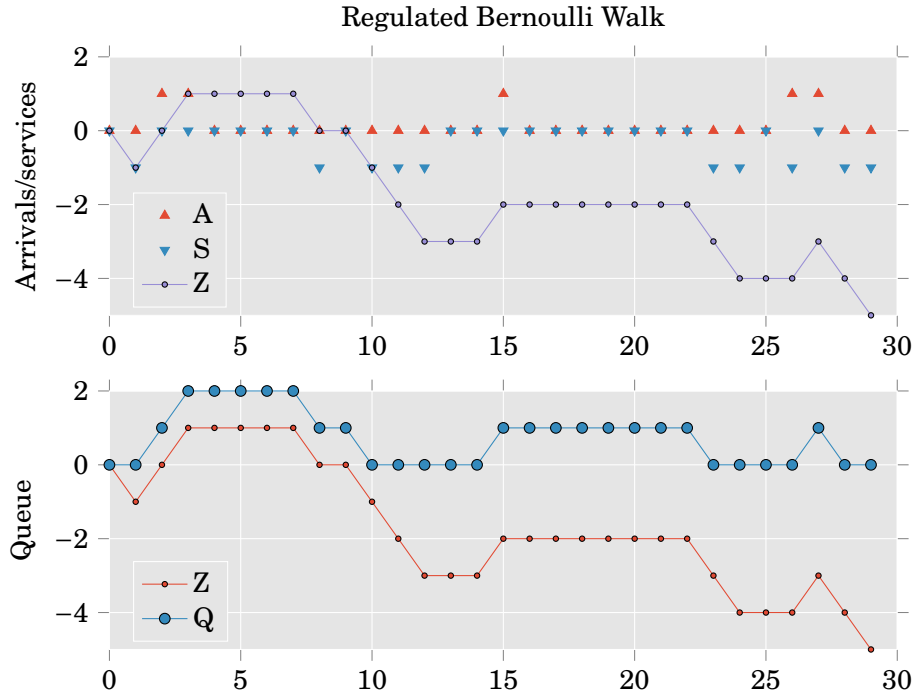 Regulated Bernoulli Walk
2
0
−2
−4
Arrivals/services
A
S
Z
0 5 10 15 20 25 30
2
0
−2
−4
Queue
Z
Q
0 5 10 15 20 25 30